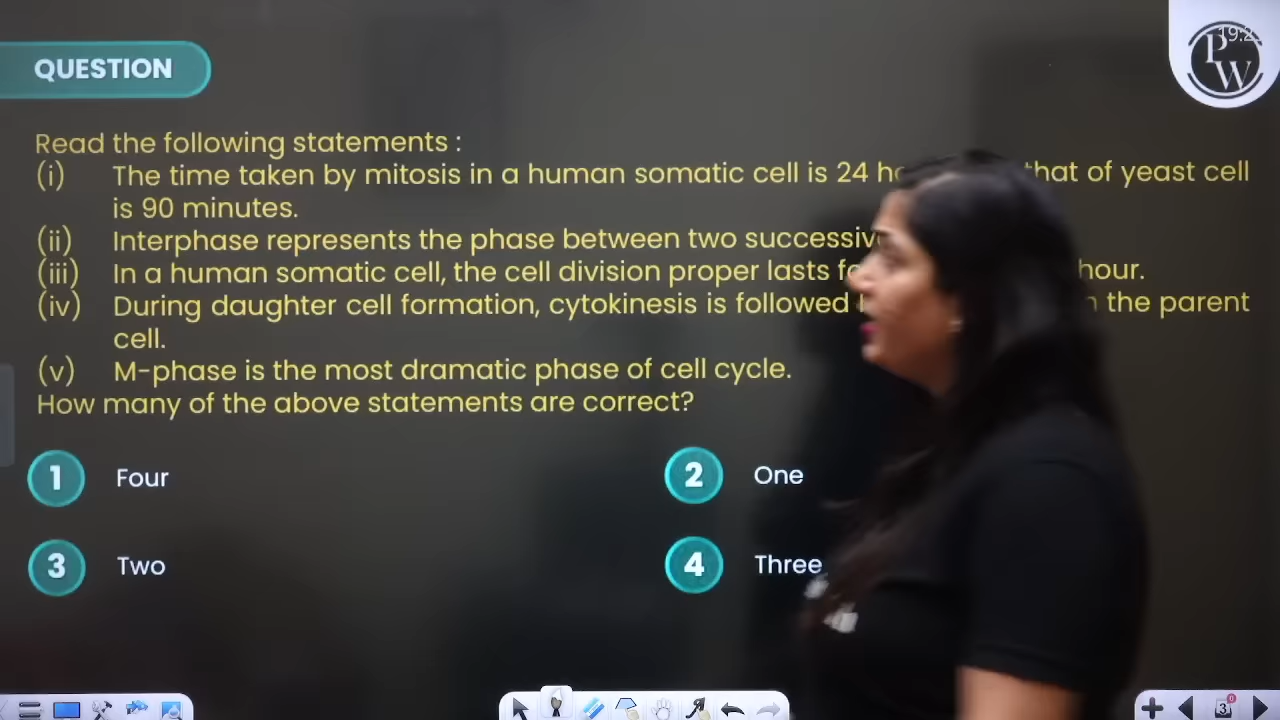 QUESTION
19:2
PW
Read the following statements :
(i) The time taken by mitosis in a human somatic cell is 24 that of yeast cell
is 90 minutes.
(ii) Interphase represents the phase between two
(iii) In a human somatic cell, the cell division proper lasts hour.
(iv) During daughter cell formation, cytokinesis is followed the parent
cell.
(v) M-phase is the most dramatic phase of cell cycle.
How many of the above statements are correct?
1 Four
2 One
3 Two
4 Three
3